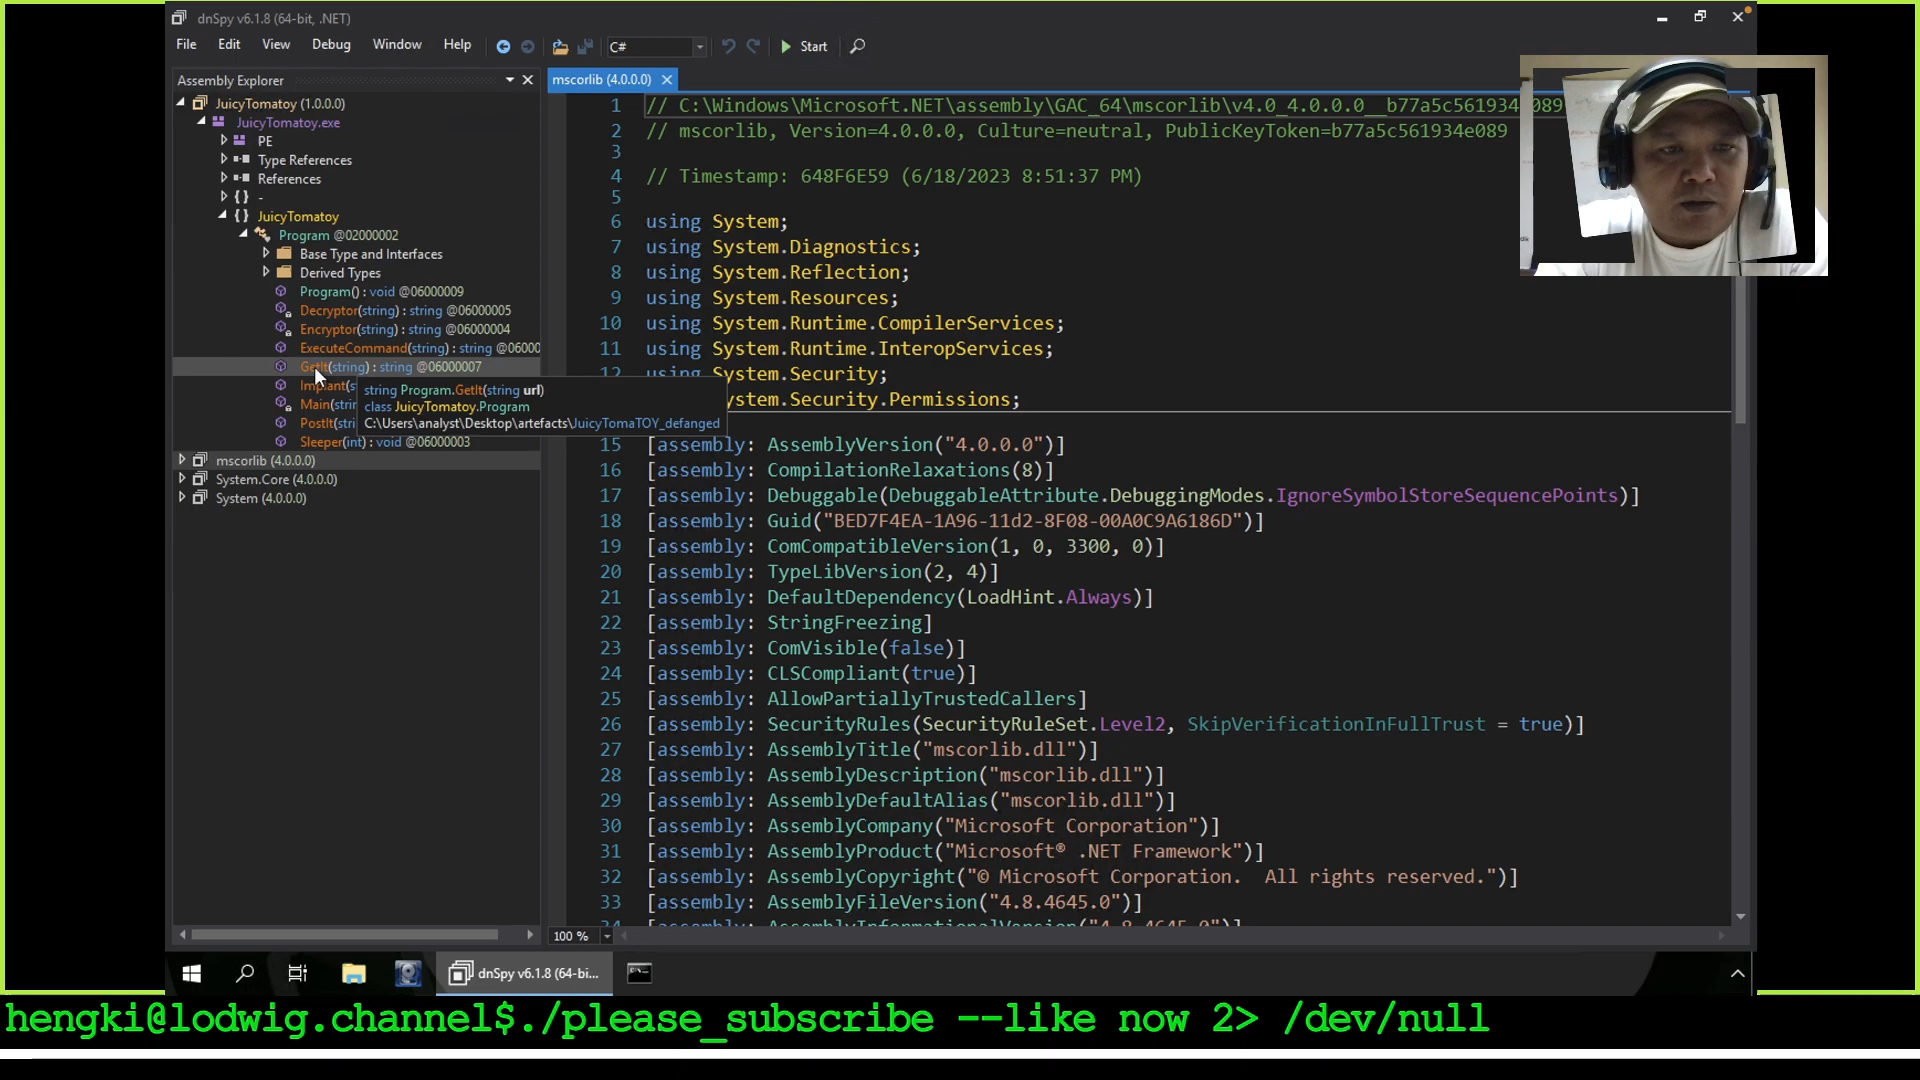 dnSpy v6.1.8 (64-bit, .NET)
File Edit View Debug Window Help C# Start
Assembly Explorer
JuicyTomatoy (1.0.0.0)
JuicyTomatoy.exe
PE
Type References
References
{ } -
{ } JuicyTomatoy
Program @02000002
Base Type and Interfaces
Derived Types
Program() : void @06000009
Decryptor(string) : string @06000005
Encryptor(string) : string @06000004
ExecuteCommand(string) : string @0600
GetIt(string) : string @06000007
Implant(s
Main(strin
PostIt(stri
Sleeper(int) : void @06000003
mscorlib (4.0.0.0)
System.Core (4.0.0.0)
System (4.0.0.0)
string Program.GetIt(string url)
class JuicyTomatoy.Program
C:\Users\analyst\Desktop\artefacts\JuicyTomaTOY_defanged
mscorlib (4.0.0.0)
1 // C:\Windows\Microsoft.NET\assembly\GAC_64\mscorlib\v4.0_4.0.0.0__b77a5c561934e089
2 // mscorlib, Version=4.0.0.0, Culture=neutral, PublicKeyToken=b77a5c561934e089
3
4 // Timestamp: 648F6E59 (6/18/2023 8:51:37 PM)
5
6 using System;
7 using System.Diagnostics;
8 using System.Reflection;
9 using System.Resources;
10 using System.Runtime.CompilerServices;
11 using System.Runtime.InteropServices;
12 using System.Security;
ystem.Security.Permissions;
15 [assembly: AssemblyVersion("4.0.0.0")]
16 [assembly: CompilationRelaxations(8)]
17 [assembly: Debuggable(DebuggableAttribute.DebuggingModes.IgnoreSymbolStoreSequencePoints)]
18 [assembly: Guid("BED7F4EA-1A96-11d2-8F08-00A0C9A6186D")]
19 [assembly: ComCompatibleVersion(1, 0, 3300, 0)]
20 [assembly: TypeLibVersion(2, 4)]
21 [assembly: DefaultDependency(LoadHint.Always)]
22 [assembly: StringFreezing]
23 [assembly: ComVisible(false)]
24 [assembly: CLSCompliant(true)]
25 [assembly: AllowPartiallyTrustedCallers]
26 [assembly: SecurityRules(SecurityRuleSet.Level2, SkipVerificationInFullTrust = true)]
27 [assembly: AssemblyTitle("mscorlib.dll")]
28 [assembly: AssemblyDescription("mscorlib.dll")]
29 [assembly: AssemblyDefaultAlias("mscorlib.dll")]
30 [assembly: AssemblyCompany("Microsoft Corporation")]
31 [assembly: AssemblyProduct("Microsoft® .NET Framework")]
32 [assembly: AssemblyCopyright("© Microsoft Corporation.  All rights reserved.")]
33 [assembly: AssemblyFileVersion("4.8.4645.0")]
34 [assembly: AssemblyInformationalVersion("4.8.4645.0")]
100 %
dnSpy v6.1.8 (64-bi...
hengki@lodwig.channel$./please_subscribe --like now 2> /dev/null